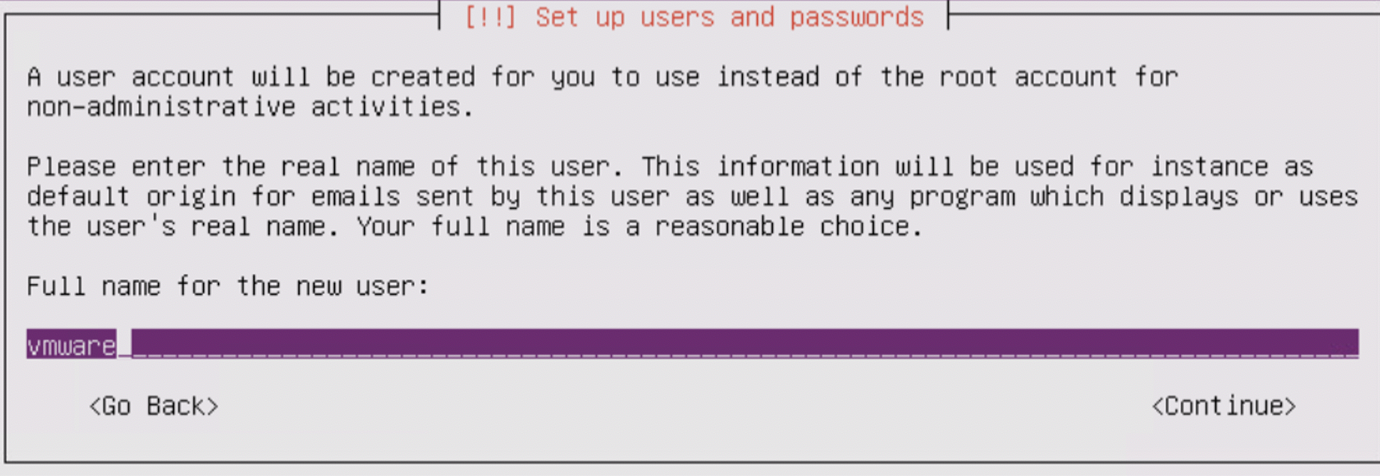 [!!] Set up users and passwords
A user account will be created for you to use instead of the root account for
non-administrative activities.
Please enter the real name of this user. This information will be used for instance as
default origin for emails sent by this user as well as any program which displays or uses
the user's real name. Your full name is a reasonable choice.
Full name for the new user:
vmware
<Go Back> <Continue>